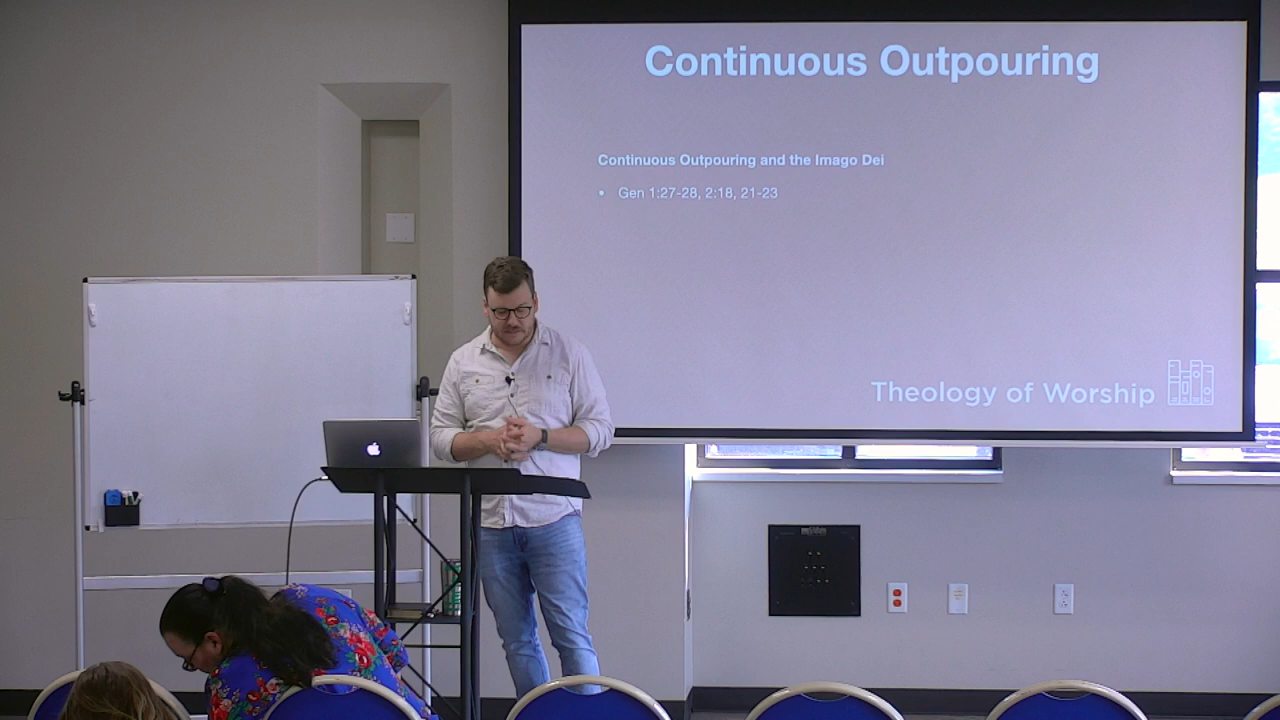 Continuous Outpouring
Continuous Outpouring and the Imago Dei
• Gen 1:27-28, 2:18, 21-23
Theology of Worship